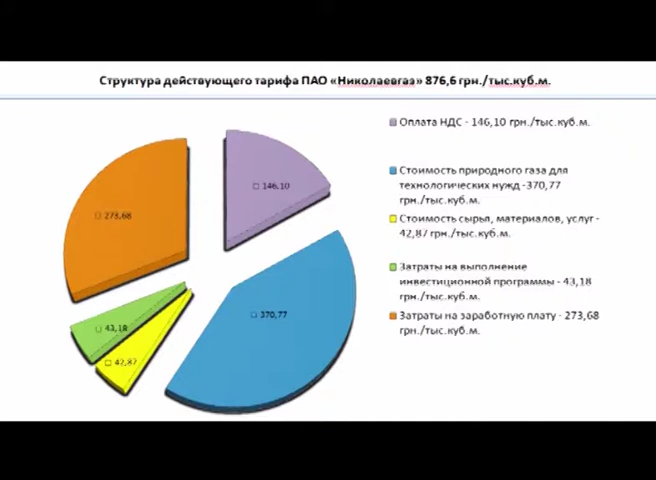 Структура действующего тарифа ПАО «Николаевгаз» 876,6 грн./тыс.куб.м.
Оплата НДС - 146,10 грн./тыс.куб.м.
Стоимость природного газа для
технологических нужд -370,77
грн./тыс.куб.м.
Стоимость сырья, материалов, услуг -
42,87 грн./тыс.куб.м.
Затраты на выполнение
инвестиционной программы - 43,18
грн./тыс.куб.м.
Затраты на заработную плату - 273,68
грн./тыс.куб.м.
146,10
273,68
370,77
43,18
42,87